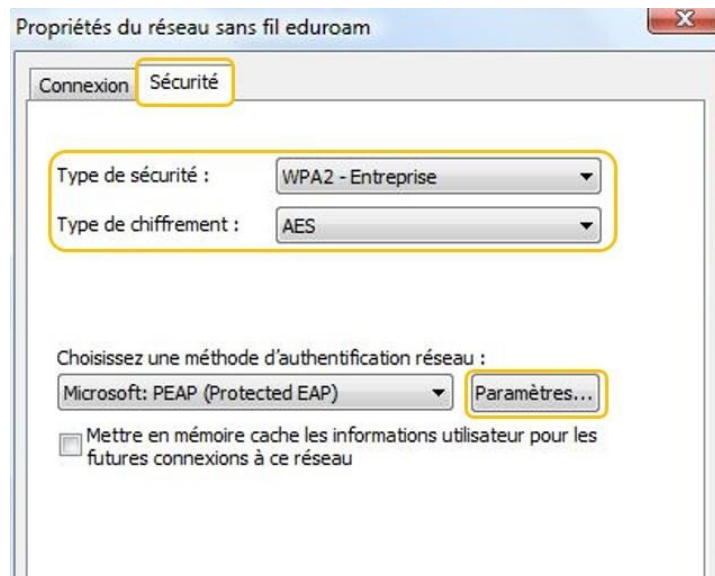 Propriétés du réseau sans fil eduroam
Connexion Sécurité
Type de sécurité : WPA2 - Entreprise
Type de chiffrement : AES
Choisissez une méthode d'authentification réseau :
Microsoft: PEAP (Protected EAP) Paramètres...
Mettre en mémoire cache les informations utilisateur pour les
futures connexions à ce réseau